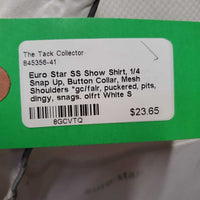 The Tack Collector
845356-41
Euro Star SS Show Shirt, 1/4
Snap Up, Button Collar, Mesh
Shoulders *gc/fair, puckered, pits,
dingy, snags. olfrt White S
$23.65
8GCVTQ